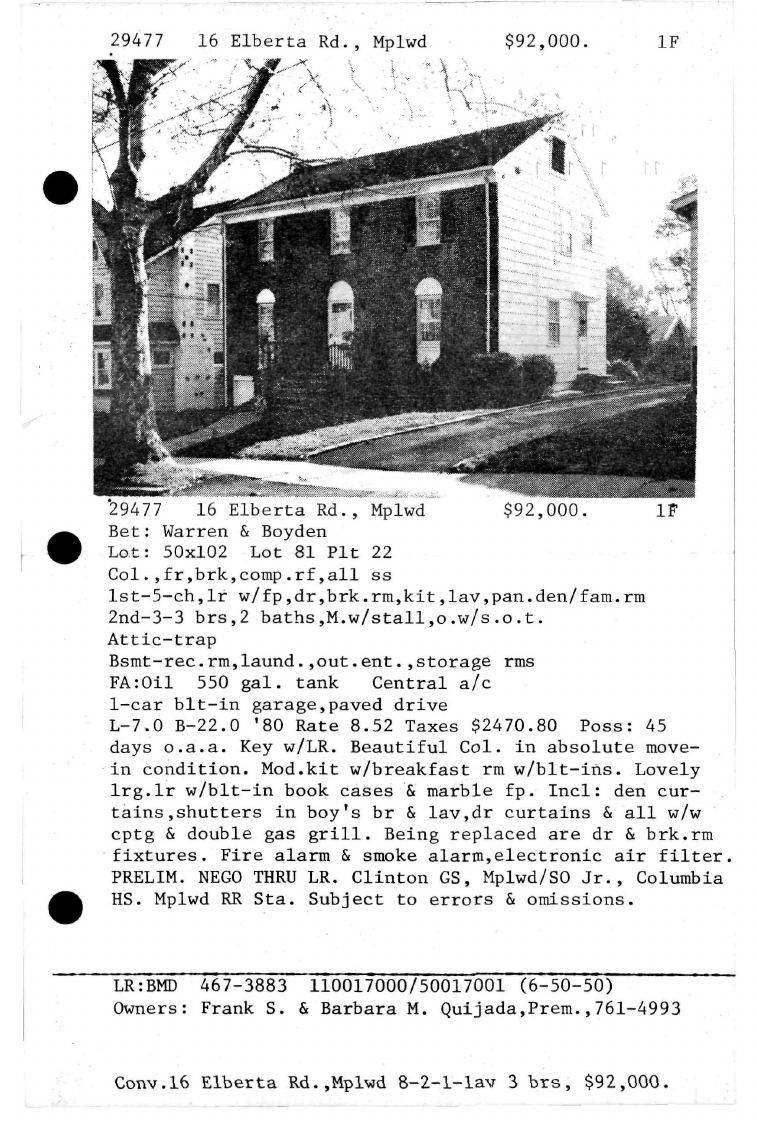 29477 16 Elberta Rd., Mplwd $92,000. 1F
29477 16 Elberta Rd., Mplwd $92,000. 1F
Bet: Warren & Boyden
Lot: 50x102 Lot 81 Plt 22
Col.,fr,brk,comp.rf,all ss
1st-5-ch,lr w/fp,dr,brk.rm,kit,lav,pan.den/fam.rm
2nd-3-3 brs,2 baths,M.w/stall,o.w/s.o.t.
Attic-trap
Bsmt-rec.rm,laund.,out.ent.,storage rms
FA:Oil 550 gal. tank Central a/c
1-car blt-in garage,paved drive
L-7.0 B-22.0 '80 Rate 8.52 Taxes $2470.80 Poss: 45
days o.a.a. Key w/LR. Beautiful Col. in absolute move-
in condition. Mod.kit w/breakfast rm w/blt-ins. Lovely
lrg.lr w/blt-in book cases & marble fp. Incl: den cur-
tains,shutters in boy's br & lav,dr curtains & all w/w
cptg & double gas grill. Being replaced are dr & brk.rm
fixtures. Fire alarm & smoke alarm,electronic air filter.
PRELIM. NEGO THRU LR. Clinton GS, Mplwd/SO Jr., Columbia
HS. Mplwd RR Sta. Subject to errors & omissions.
LR:BMD 467-3883 110017000/50017001 (6-50-50)
Owners: Frank S. & Barbara M. Quijada,Prem.,761-4993
Conv.16 Elberta Rd.,Mplwd 8-2-1-lav 3 brs, $92,000.